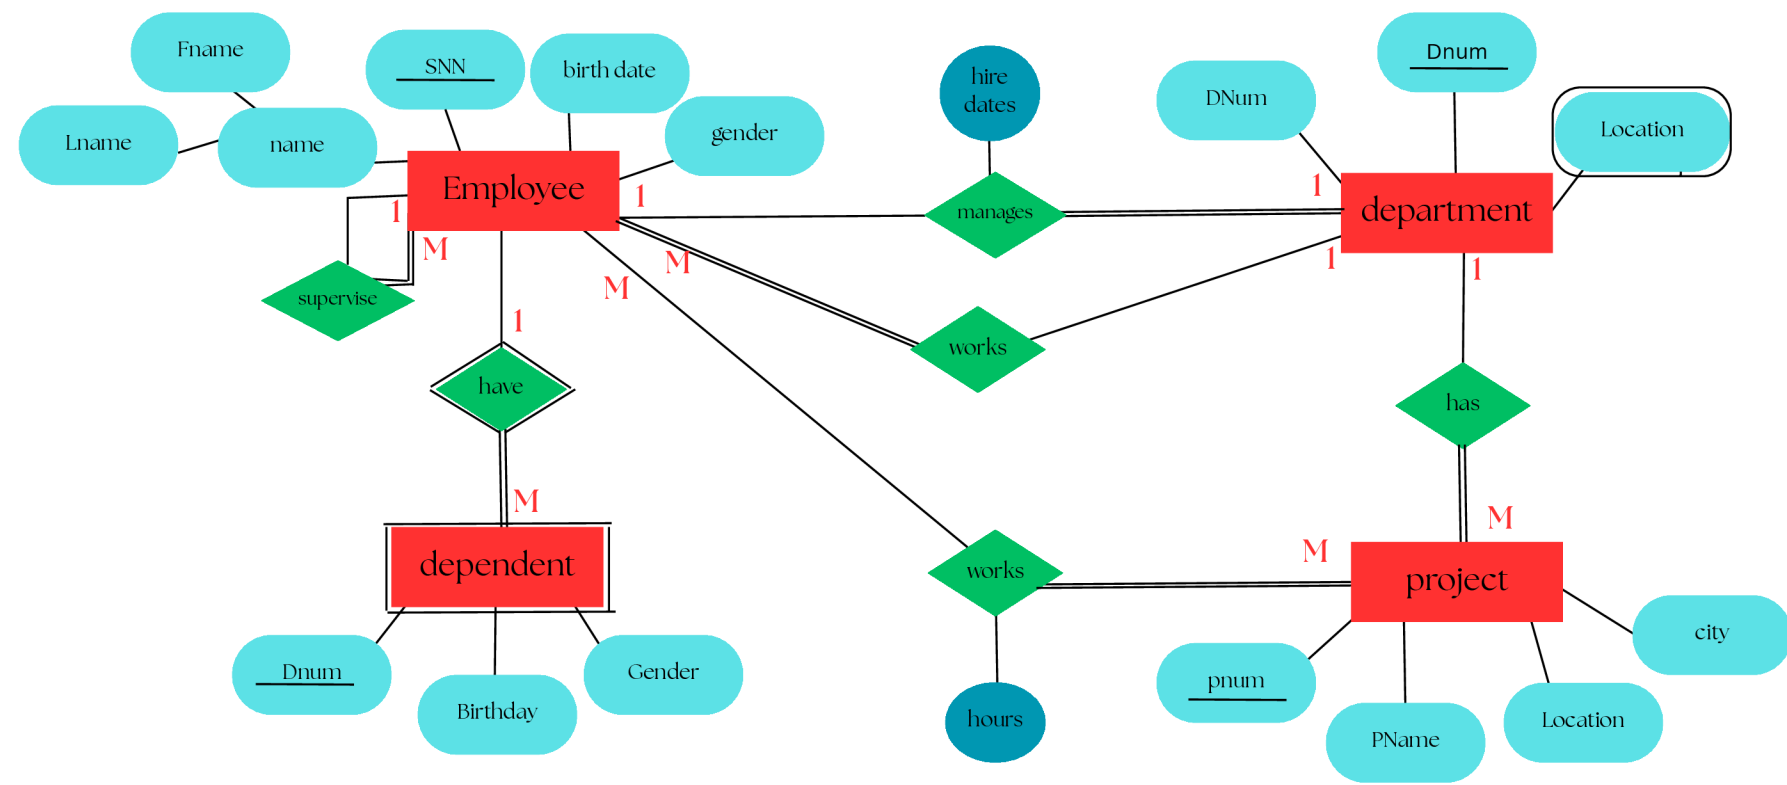 Fname
SNN
birth date
hire
dates
Dnum
DNum
Location
Lname
name
gender
Employee
1
1
manages
1
department
M
M
M
1
1
supervise
1
works
have
has
M
M
M
dependent
works
project
Dnum
Gender
Birthday
hours
pnum
PName
Location
city